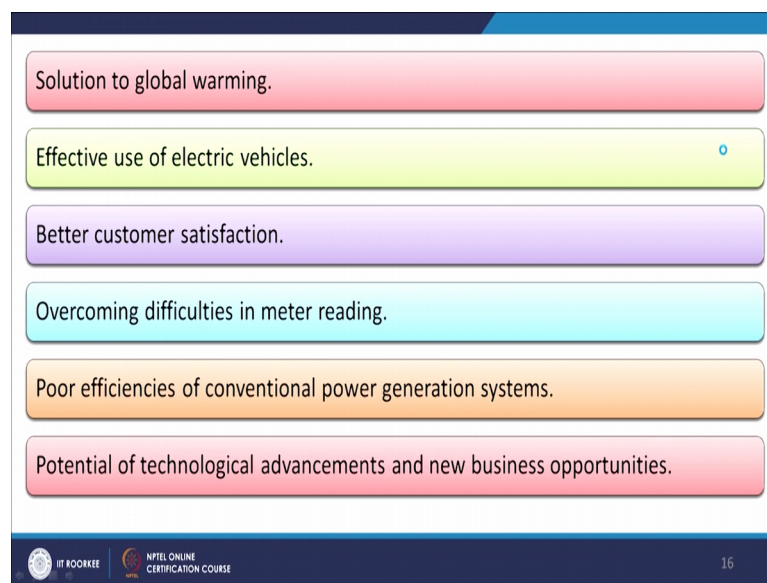 Solution to global warming.
Effective use of electric vehicles.
Better customer satisfaction.
Overcoming difficulties in meter reading.
Poor efficiencies of conventional power generation systems.
Potential of technological advancements and new business opportunities.
IIT ROORKEE
NPTEL ONLINE
CERTIFICATION COURSE
16